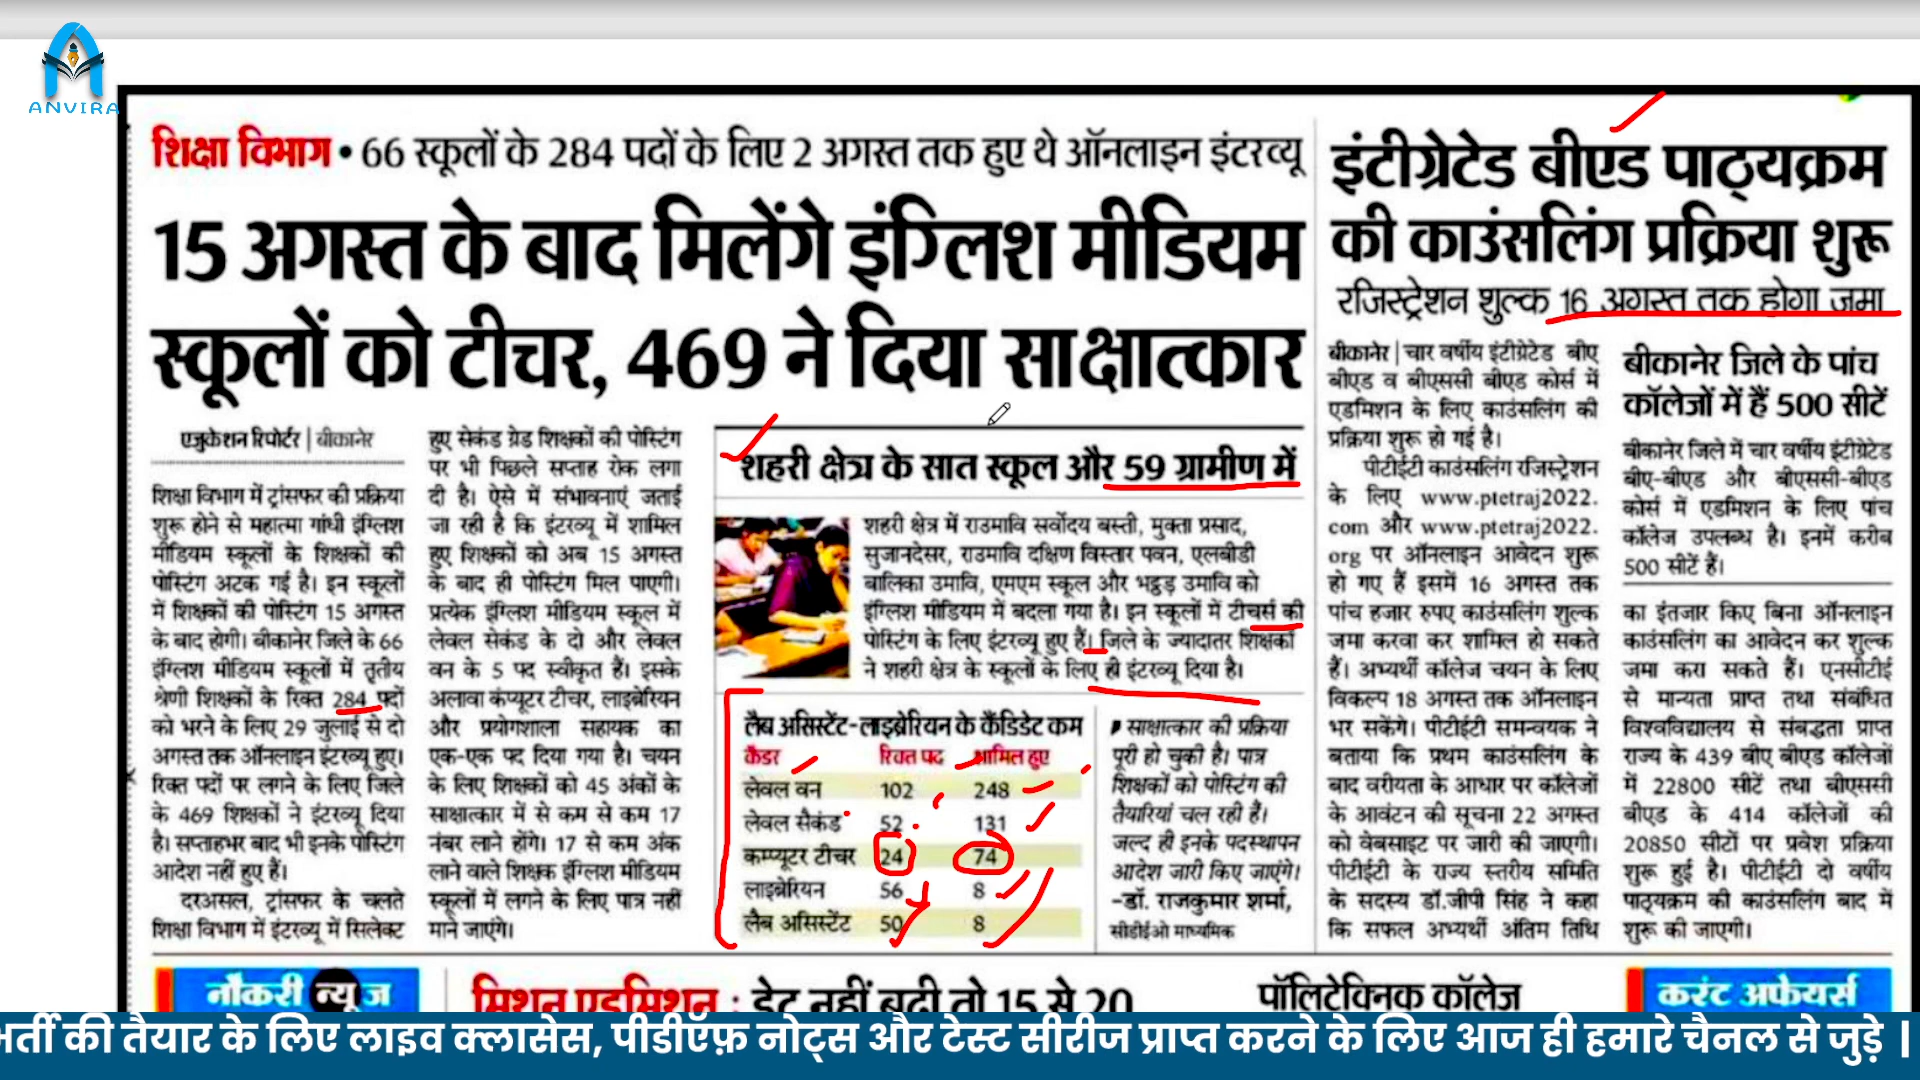 ANVIRA
शिक्षा विभाग • 66 स्कूलों के 284 पदों के लिए 2 अगस्त तक हुए थे ऑनलाइन इंटरव्यू
15 अगस्त के बाद मिलेंगे इंग्लिश मीडियम
स्कूलों को टीचर, 469 ने दिया साक्षात्कार
एजुकेशन रिपोर्टर | बीकानेर
शिक्षा विभाग में ट्रांसफर की प्रक्रिया
शुरू होने से महात्मा गांधी इंग्लिश
मीडियम स्कूलों के शिक्षकों की
पोस्टिंग अटक गई है। इन स्कूलों
में शिक्षकों की पोस्टिंग 15 अगस्त
के बाद होगी। बीकानेर जिले के 66
इंग्लिश मीडियम स्कूलों में तृतीय
श्रेणी शिक्षकों के रिक्त 284 पदों
को भरने के लिए 29 जुलाई से दो
अगस्त तक ऑनलाइन इंटरव्यू हुए।
रिक्त पदों पर लगने के लिए जिले
के 469 शिक्षकों ने इंटरव्यू दिया
है। सप्ताहभर बाद भी इनके पोस्टिंग
आदेश नहीं हुए हैं।
दरअसल, ट्रांसफर के चलते
शिक्षा विभाग में इंटरव्यू में सिलेक्ट
हुए सेकंड ग्रेड शिक्षकों की पोस्टिंग
पर भी पिछले सप्ताह रोक लगा
दी है। ऐसे में संभावनाएं जताई
जा रही है कि इंटरव्यू में शामिल
हुए शिक्षकों को अब 15 अगस्त
के बाद ही पोस्टिंग मिल पाएगी।
प्रत्येक इंग्लिश मीडियम स्कूल में
लेवल सेकंड के दो और लेवल
वन के 5 पद स्वीकृत हैं। इसके
अलावा कंप्यूटर टीचर, लाइब्रेरियन
और प्रयोगशाला सहायक का
एक-एक पद दिया गया है। चयन
के लिए शिक्षकों को 45 अंकों के
साक्षात्कार में से कम से कम 17
नंबर लाने होंगे। 17 से कम अंक
लाने वाले शिक्षक इंग्लिश मीडियम
स्कूलों में लगने के लिए पात्र नहीं
माने जाएंगे।
शहरी क्षेत्र के सात स्कूल और 59 ग्रामीण में
शहरी क्षेत्र में राउमावि सर्वोदय बस्ती, मुक्ता प्रसाद,
सुजानदेसर, राउमावि दक्षिण विस्तार पवन, एलबीडी
बालिका उमावि, एमएम स्कूल और भट्टड़ उमावि को
इंग्लिश मीडियम में बदला गया है। इन स्कूलों में टीचर्स की
पोस्टिंग के लिए इंटरव्यू हुए हैं। जिले के ज्यादातर शिक्षकों
ने शहरी क्षेत्र के स्कूलों के लिए ही इंटरव्यू दिया है।
लैब असिस्टेंट-लाइब्रेरियन के कैंडिडेट कम
कैडर रिक्त पद शामिल हुए
लेवल वन 102 248
लेवल सैकंड 52 131
कम्प्यूटर टीचर 24 74
लाइब्रेरियन 56 8
लैब असिस्टेंट 50 8
साक्षात्कार की प्रक्रिया
पूरी हो चुकी है। पात्र
शिक्षकों को पोस्टिंग की
तैयारियां चल रही हैं।
जल्द ही इनके पदस्थापन
आदेश जारी किए जाएंगे।
-डॉ. राजकुमार शर्मा,
सीडीईओ माध्यमिक
इंटीग्रेटेड बीएड पाठ्यक्रम
की काउंसलिंग प्रक्रिया शुरू
रजिस्ट्रेशन शुल्क 16 अगस्त तक होगा जमा
बीकानेर | चार वर्षीय इंटीग्रेटेड बीए
बीएड व बीएससी बीएड कोर्स में
एडमिशन के लिए काउंसलिंग की
प्रक्रिया शुरू हो गई है।
पीटीईटी काउंसलिंग रजिस्ट्रेशन
के लिए www.ptetraj2022.
com और www.ptetraj2022.
org पर ऑनलाइन आवेदन शुरू
हो गए हैं इसमें 16 अगस्त तक
पांच हजार रुपए काउंसलिंग शुल्क
जमा करवा कर शामिल हो सकते
हैं। अभ्यर्थी कॉलेज चयन के लिए
विकल्प 18 अगस्त तक ऑनलाइन
भर सकेंगे। पीटीईटी समन्वयक ने
बताया कि प्रथम काउंसलिंग के
बाद वरीयता के आधार पर कॉलेजों
के आवंटन की सूचना 22 अगस्त
को वेबसाइट पर जारी की जाएगी।
पीटीईटी के राज्य स्तरीय समिति
के सदस्य डॉ.जीपी सिंह ने कहा
कि सफल अभ्यर्थी अंतिम तिथि
बीकानेर जिले के पांच
कॉलेजों में हैं 500 सीटें
बीकानेर जिले में चार वर्षीय इंटीग्रेटेड
बीए-बीएड और बीएससी-बीएड
कोर्स में एडमिशन के लिए पांच
कॉलेज उपलब्ध है। इनमें करीब
500 सीटें हैं।
का इंतजार किए बिना ऑनलाइन
काउंसलिंग का आवेदन कर शुल्क
जमा करा सकते हैं। एनसीटीई
से मान्यता प्राप्त तथा संबंधित
विश्वविद्यालय से संबद्धता प्राप्त
राज्य के 439 बीए बीएड कॉलेजों
में 22800 सीटें तथा बीएससी
बीएड के 414 कॉलेजों की
20850 सीटों पर प्रवेश प्रक्रिया
शुरू हुई है। पीटीईटी दो वर्षीय
पाठ्यक्रम की काउंसलिंग बाद में
शुरू की जाएगी।
नौकरी न्यूज
मिशन एडमिशन : डेट नहीं बढ़ी तो 15 से 20
पॉलिटेक्निक कॉलेज
करंट अफेयर्स
भर्ती की तैयार के लिए लाइव क्लासेस, पीडीएफ़ नोट्स और टेस्ट सीरीज प्राप्त करने के लिए आज ही हमारे चैनल से जुड़े |